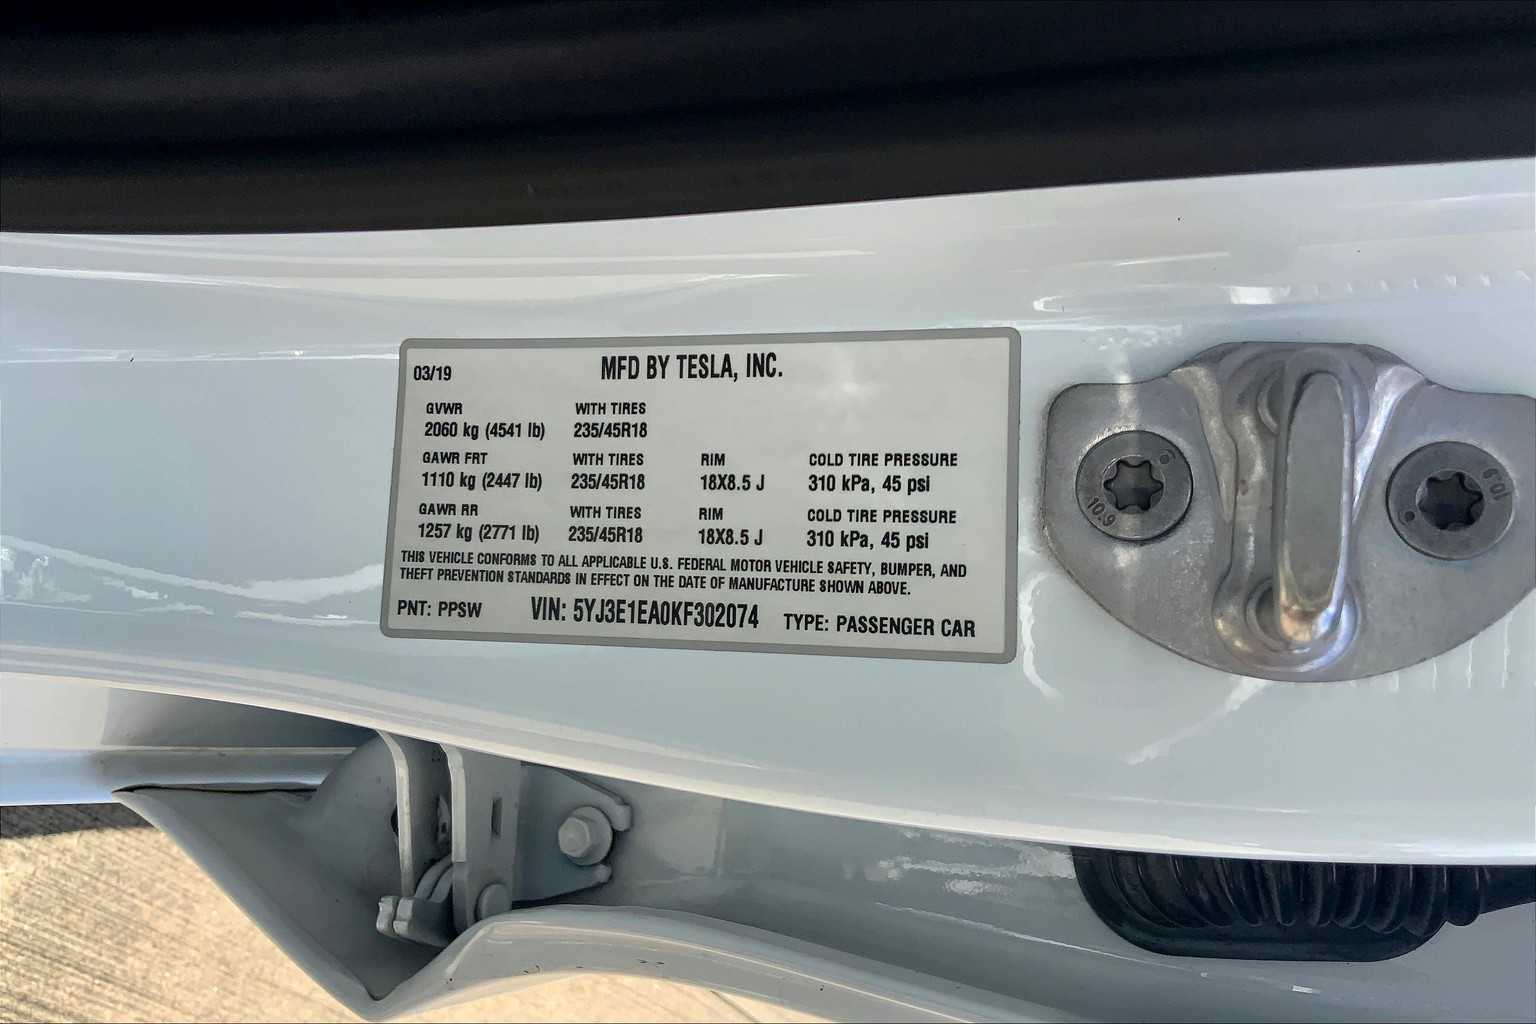 03/19 MFD BY TESLA, INC.
GVWR WITH TIRES
2060 kg (4541 lb) 235/45R18
GAWR FRT WITH TIRES RIM COLD TIRE PRESSURE
1110 kg (2447 lb) 235/45R18 18X8.5 J 310 kPa, 45 psi
GAWR RR WITH TIRES RIM COLD TIRE PRESSURE
1257 kg (2771 lb) 235/45R18 18X8.5 J 310 kPa, 45 psi
THIS VEHICLE CONFORMS TO ALL APPLICABLE U.S. FEDERAL MOTOR VEHICLE SAFETY, BUMPER, AND
THEFT PREVENTION STANDARDS IN EFFECT ON THE DATE OF MANUFACTURE SHOWN ABOVE.
PNT: PPSW VIN: 5YJ3E1EA0KF302074 TYPE: PASSENGER CAR
10.9
10.9